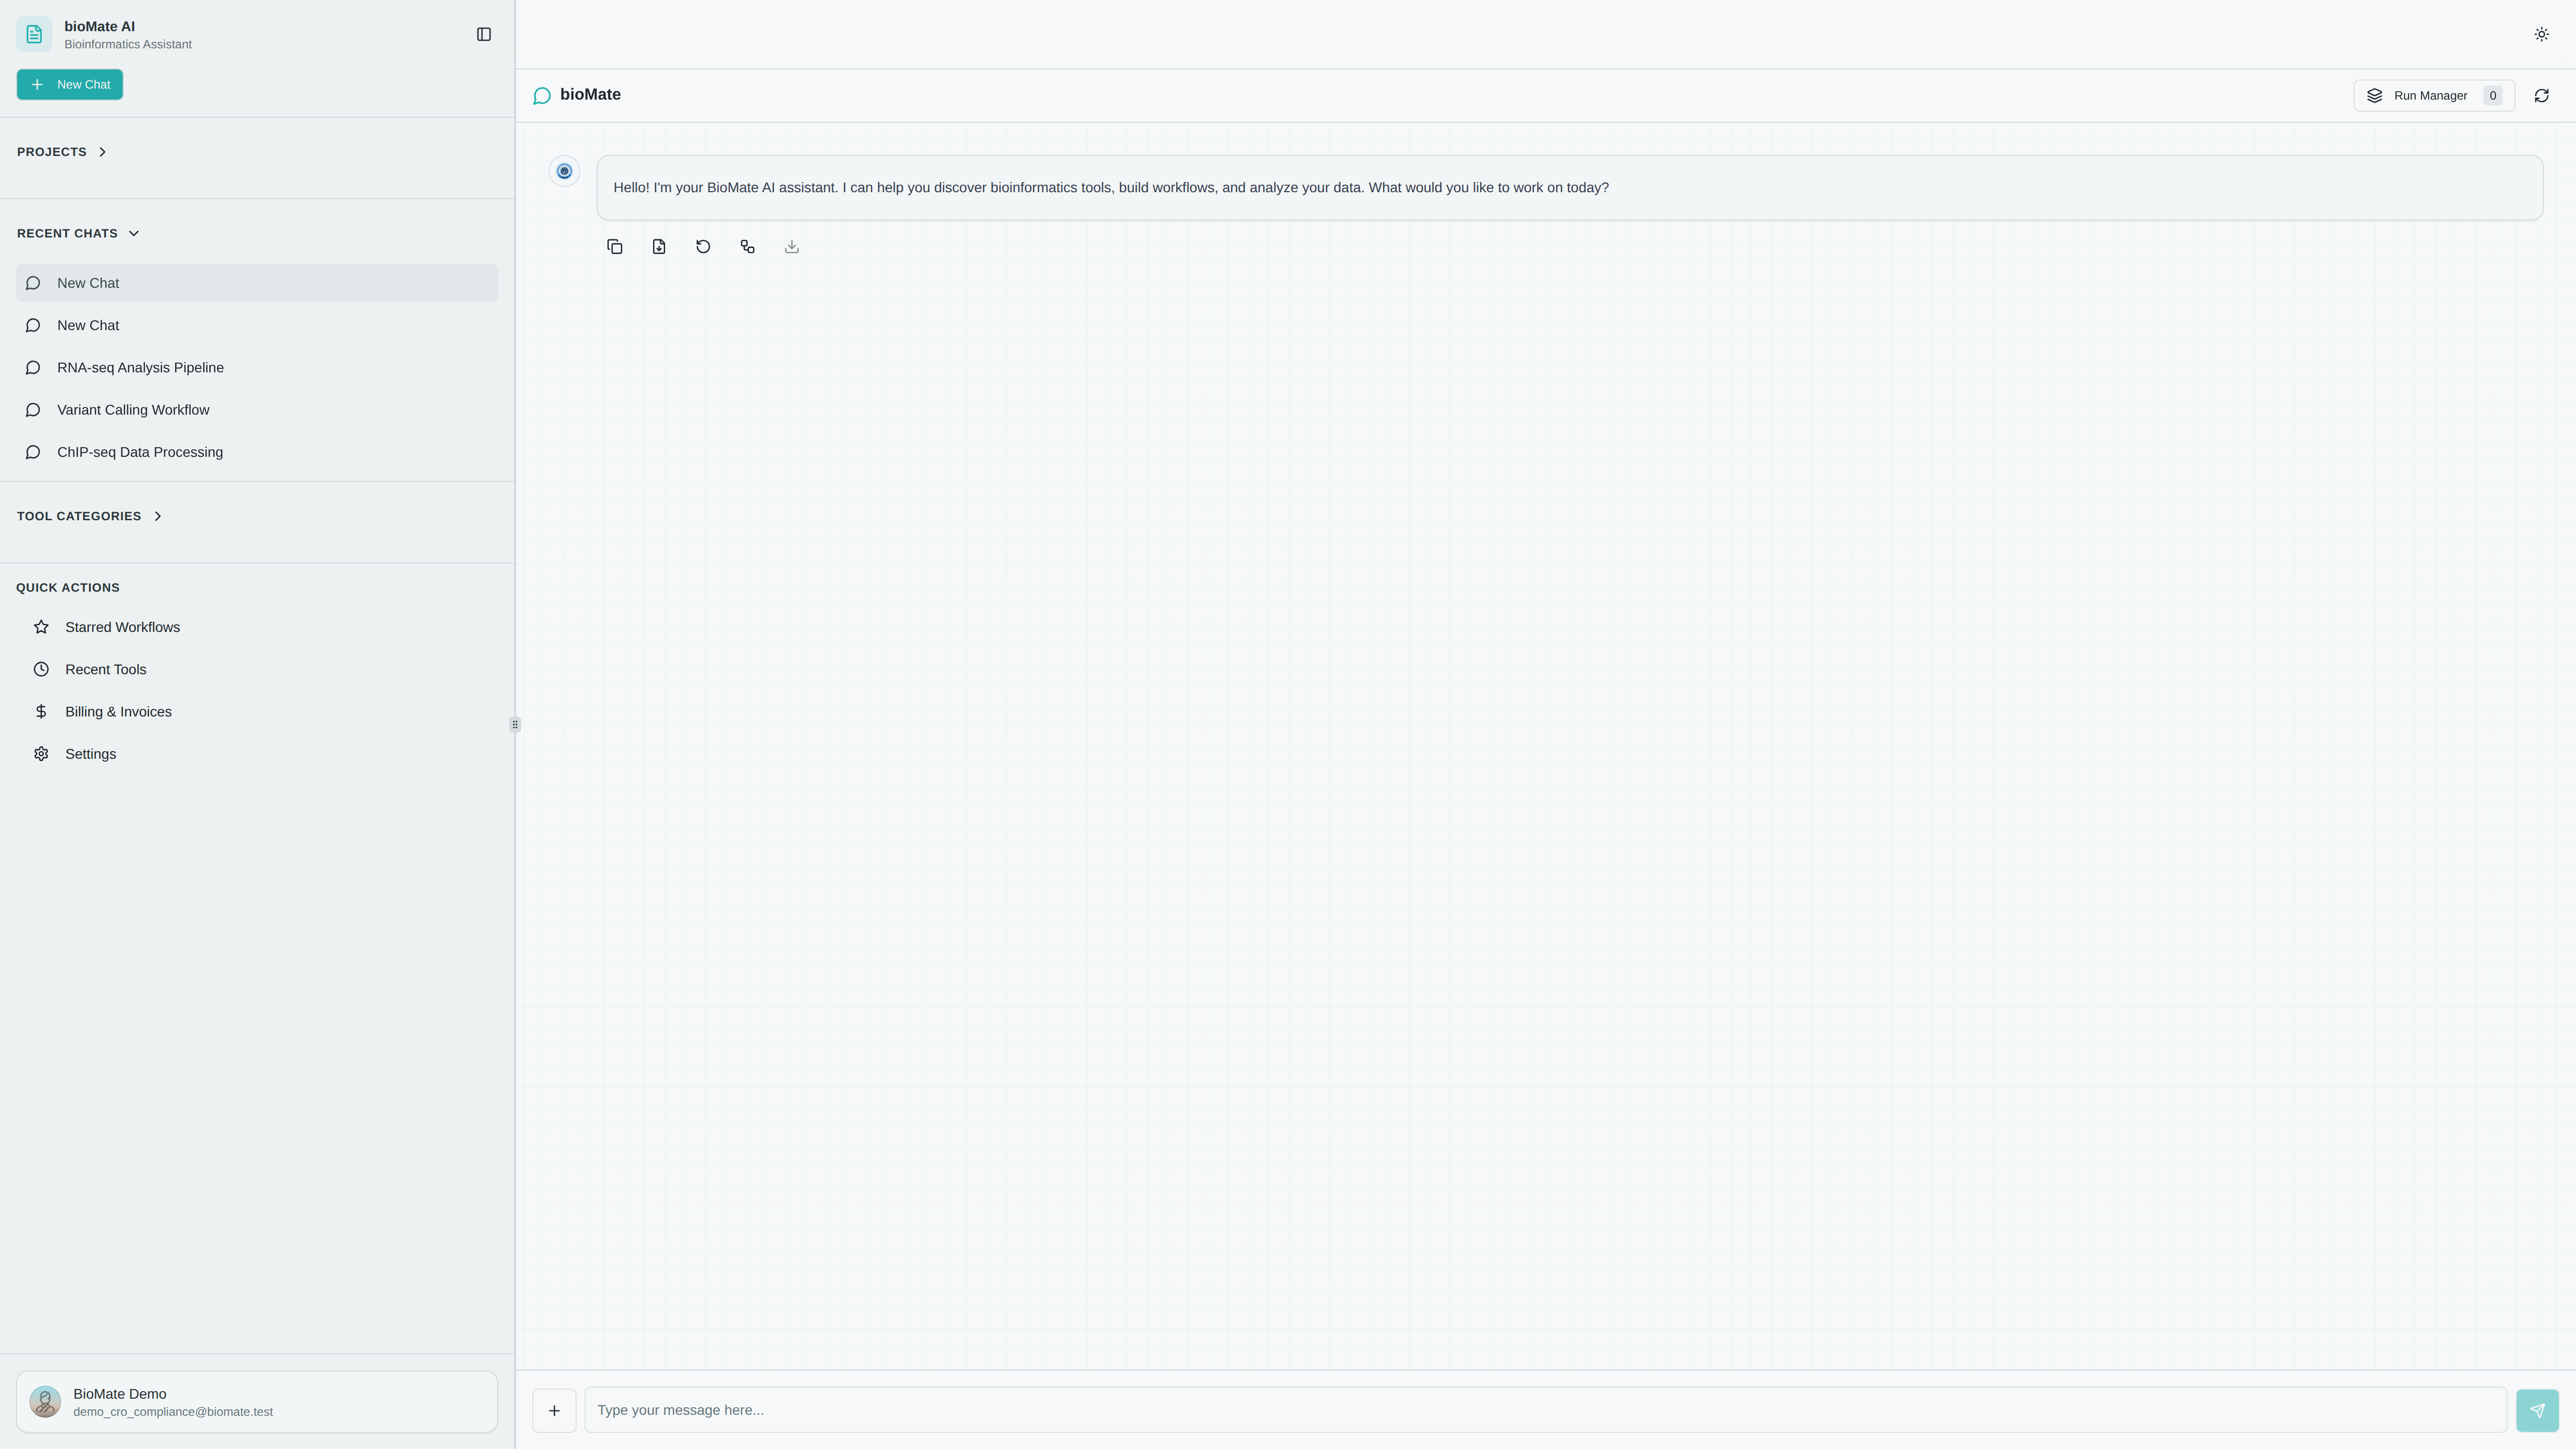 bioMate AI
Bioinformatics Assistant
New Chat
PROJECTS
RECENT CHATS
New Chat
New Chat
RNA-seq Analysis Pipeline
Variant Calling Workflow
ChIP-seq Data Processing
TOOL CATEGORIES
QUICK ACTIONS
Starred Workflows
Recent Tools
Billing & Invoices
Settings
BioMate Demo
demo_cro_compliance@biomate.test
bioMate
Run Manager 0
Hello! I'm your BioMate AI assistant. I can help you discover bioinformatics tools, build workflows, and analyze your data. What would you like to work on today?
Type your message here...